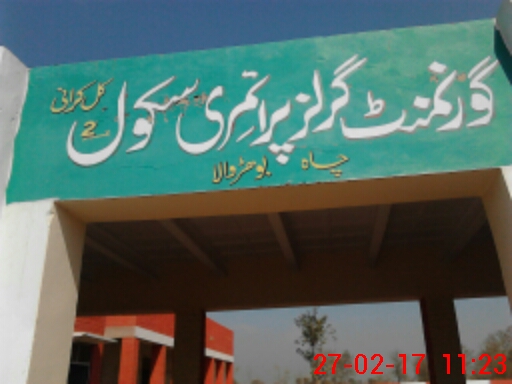 گورنمنٹ گرلز پرائمری سکول کل کرائی 2
چاہ بوھڑوالا
27-02-17 11:23